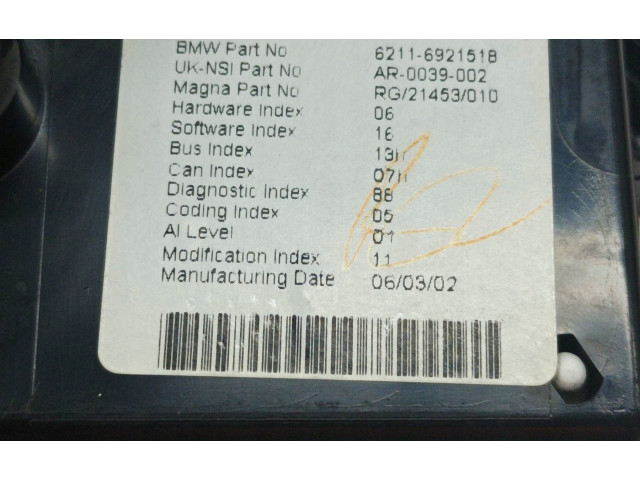 BMW Part No 6211-6921518
UK-NSI Part No AR-0039-002
Magna Part No RG/21453/010
Hardware Index 06
Software Index 16
Bus Index 13h
Can Index 07h
Diagnostic Index 88
Coding Index 05
AI Level 01
Modification Index 11
Manufacturing Date 06/03/02